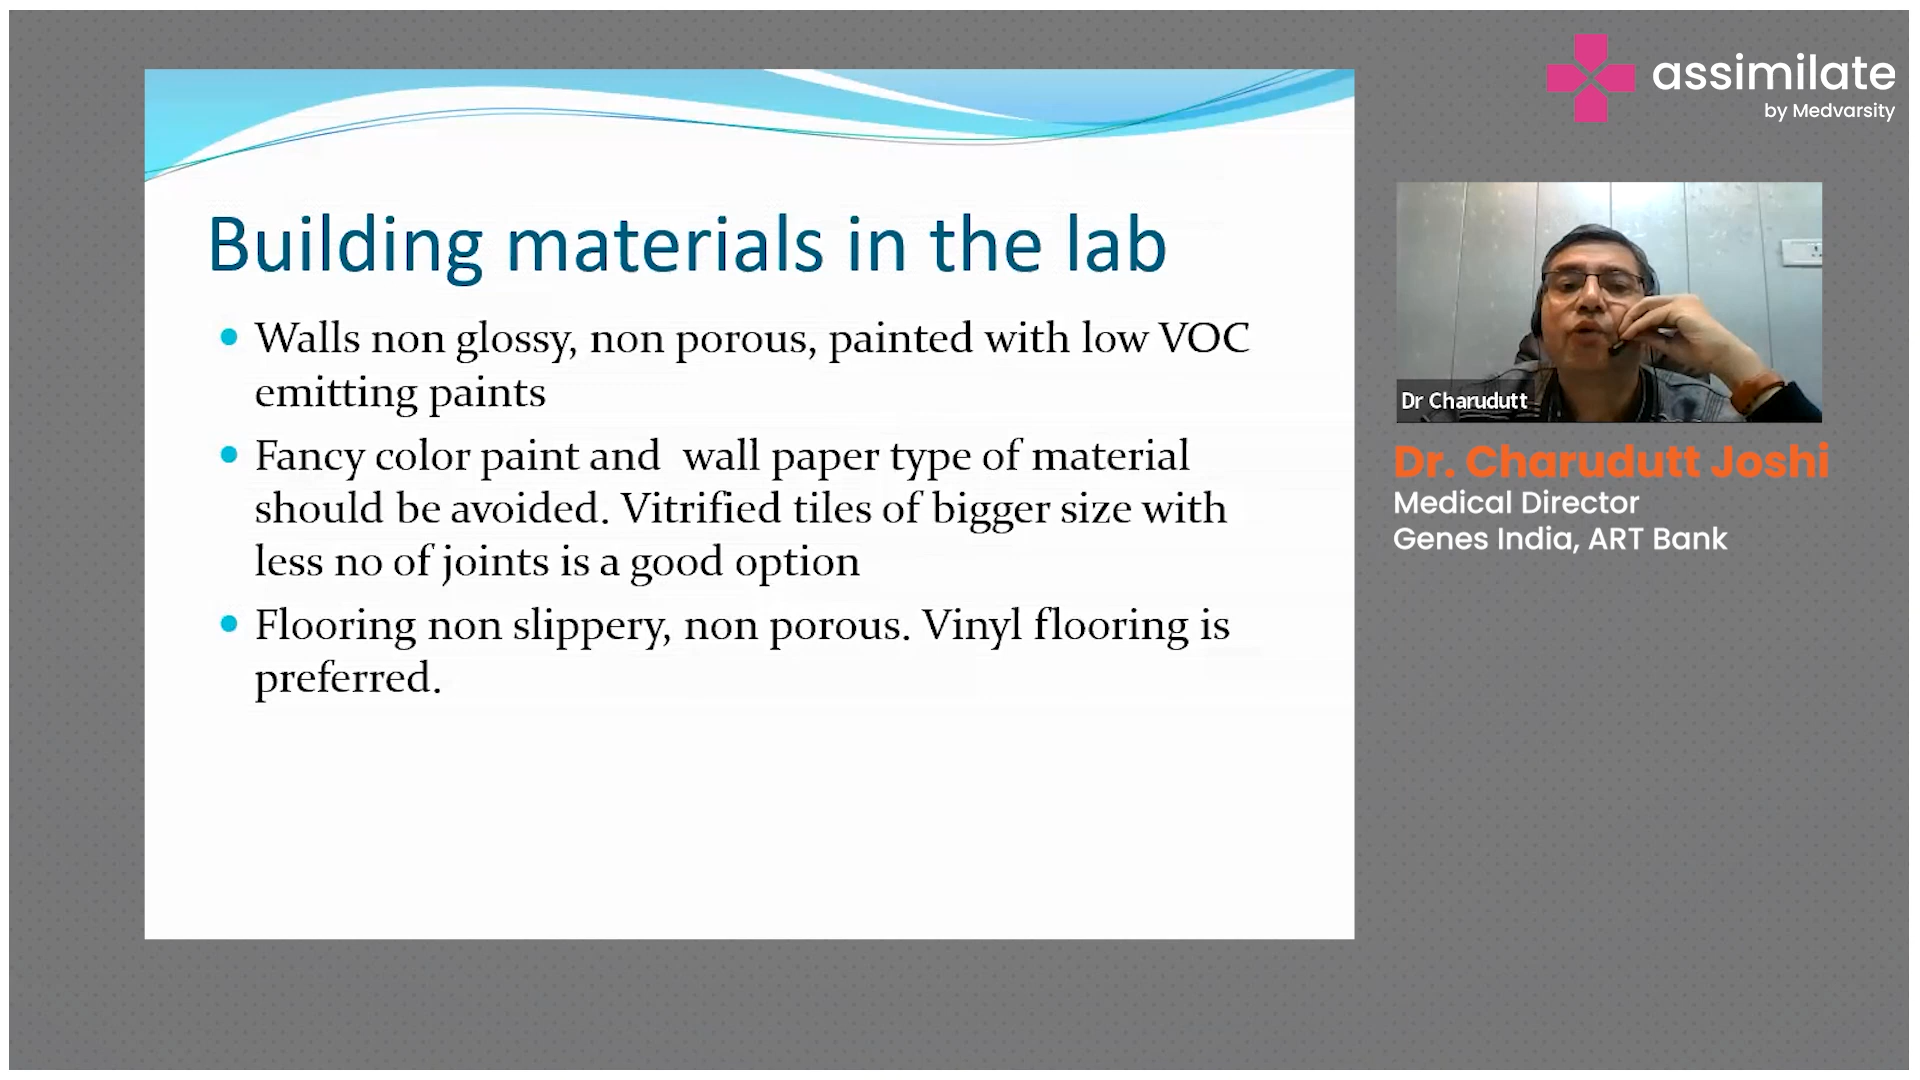 assimilate
by Medvarsity
Building materials in the lab
• Walls non glossy, non porous, painted with low VOC
emitting paints
• Fancy color paint and  wall paper type of material
should be avoided. Vitrified tiles of bigger size with
less no of joints is a good option
• Flooring non slippery, non porous. Vinyl flooring is
preferred.
Dr Charudutt
Dr. Charudutt Joshi
Medical Director
Genes India, ART Bank